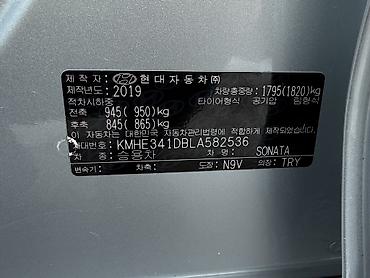 제 작 자 : 현대자동차㈜
제작년도: 2019 차량총중량: 1795(1820)kg
적차시하중 타이어형식 공기압 림형식
전축 945( 950)kg
후축 845( 865)kg
이 자동차는 대한민국 자동차관리법령에 적합하게 제작되었습니다.
차대번호: KMHE341DBLA582536
차종: 승용차 SONATA
변속기: 차축: 도장: N9V 의장: TRY